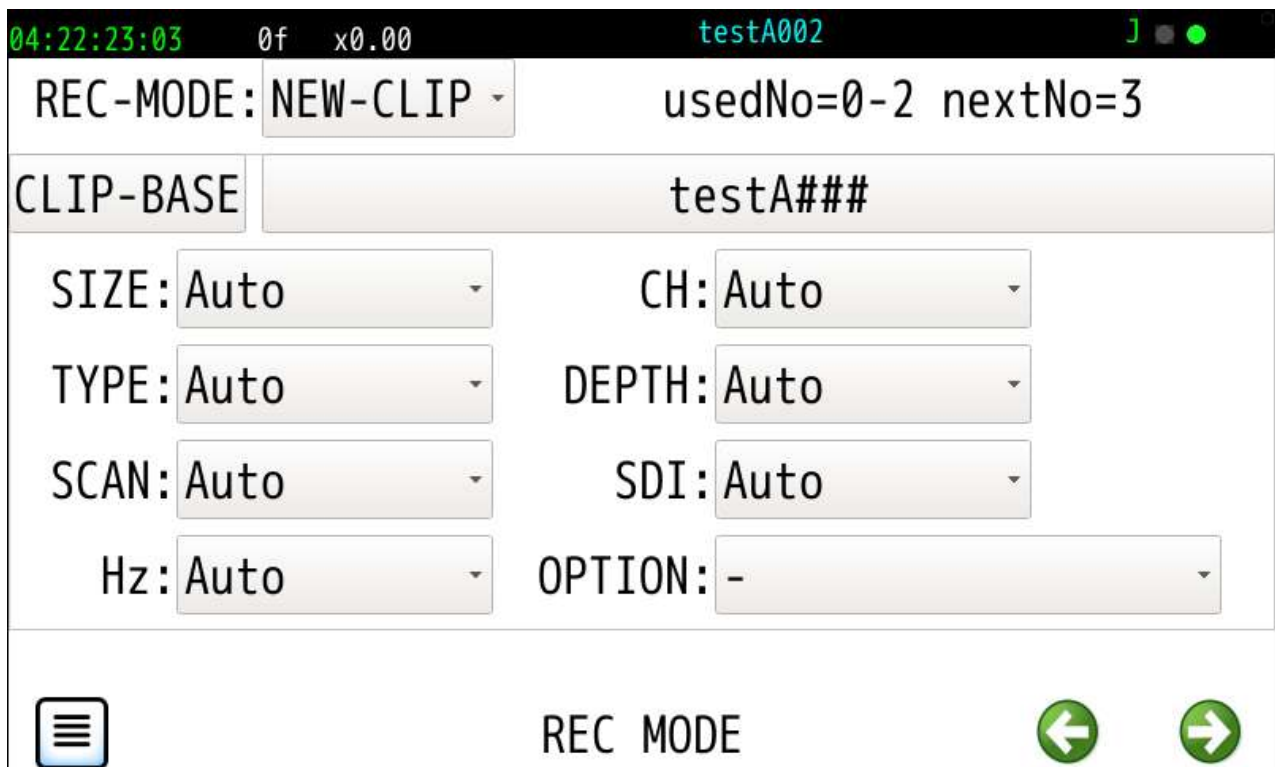 04:22:23:03 0f x0.00 testA002 J
REC-MODE: NEW-CLIP usedNo=0-2 nextNo=3
CLIP-BASE testA###
SIZE: Auto CH: Auto
TYPE: Auto DEPTH: Auto
SCAN: Auto SDI: Auto
Hz: Auto OPTION: -
REC MODE